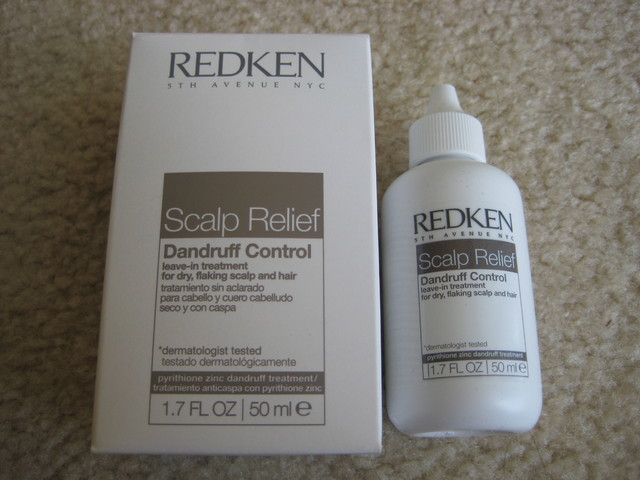 REDKEN
5TH AVENUE NYC
Scalp Relief
Dandruff Control
leave-in treatment
for dry, flaking scalp and hair
tratamiento sin aclarado
para cabello y cuero cabelludo
seco y con caspa
*dermatologist tested
testado dermatológicamente
pyrithione zinc dandruff treatment/
tratamiento anticaspa con pyrithione zinc
1.7 FL OZ | 50 ml e
REDKEN
5TH AVENUE NYC
Scalp Relief
Dandruff Control
leave-in treatment
for dry, flaking scalp and hair
*dermatologist tested
pyrithione zinc dandruff treatment
1.7 FL OZ | 50 ml e